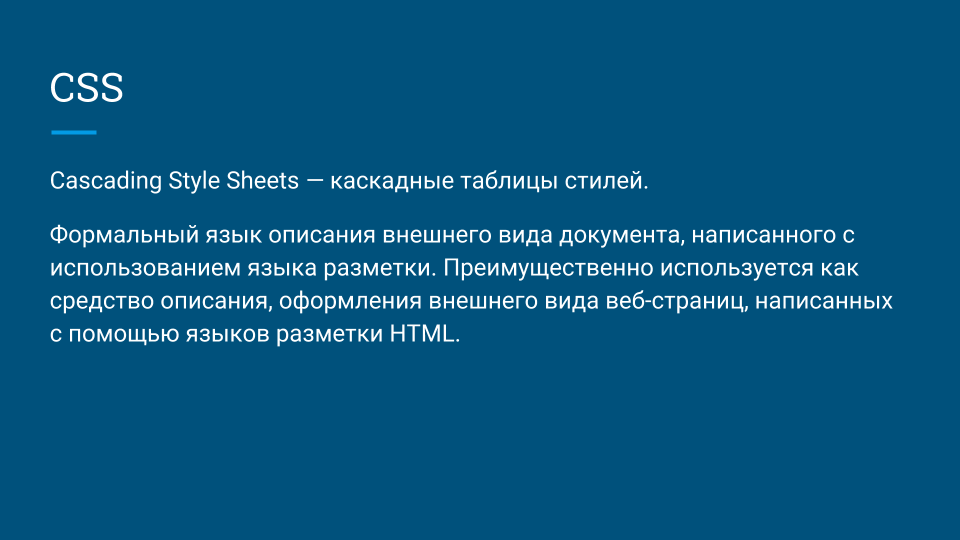 CSS
Cascading Style Sheets — каскадные таблицы стилей.
Формальный язык описания внешнего вида документа, написанного с
использованием языка разметки. Преимущественно используется как
средство описания, оформления внешнего вида веб-страниц, написанных
с помощью языков разметки HTML.